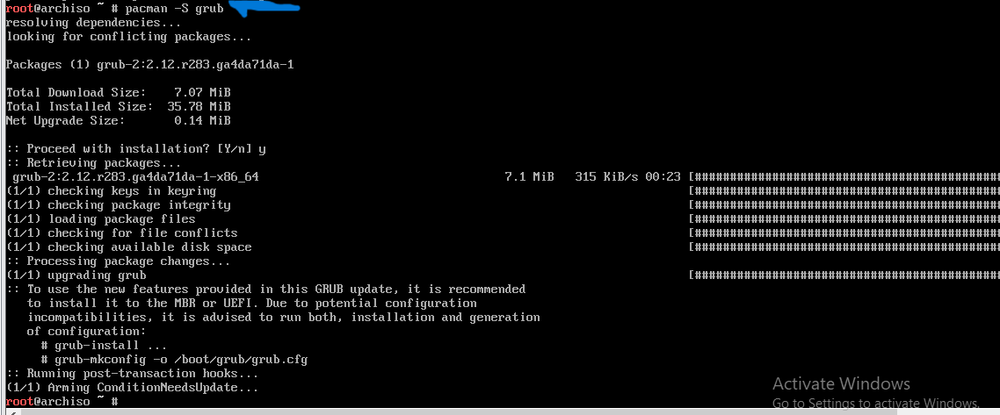 root@archiso ~ # pacman -S grub
resolving dependencies...
looking for conflicting packages...
Packages (1) grub-2:2.12.r283.ga4da71da-1
Total Download Size:    7.07 MiB
Total Installed Size:  35.78 MiB
Net Upgrade Size:       0.14 MiB
:: Proceed with installation? [Y/n] y
:: Retrieving packages...
grub-2:2.12.r283.ga4da71da-1-x86_64    7.1 MiB   315 KiB/s 00:23 [############################################
(1/1) checking keys in keyring    [############################################
(1/1) checking package integrity    [############################################
(1/1) loading package files    [############################################
(1/1) checking for file conflicts    [############################################
(1/1) checking available disk space    [############################################
:: Processing package changes...
(1/1) upgrading grub    [############################################
:: To use the new features provided in this GRUB update, it is recommended
to install it to the MBR or UEFI. Due to potential configuration
incompatibilities, it is advised to run both, installation and generation
of configuration:
# grub-install ...
# grub-mkconfig -o /boot/grub/grub.cfg
:: Running post-transaction hooks...
(1/1) Arming ConditionNeedsUpdate...
root@archiso ~ #
Activate Windows
Go to Settings to activate Windows.